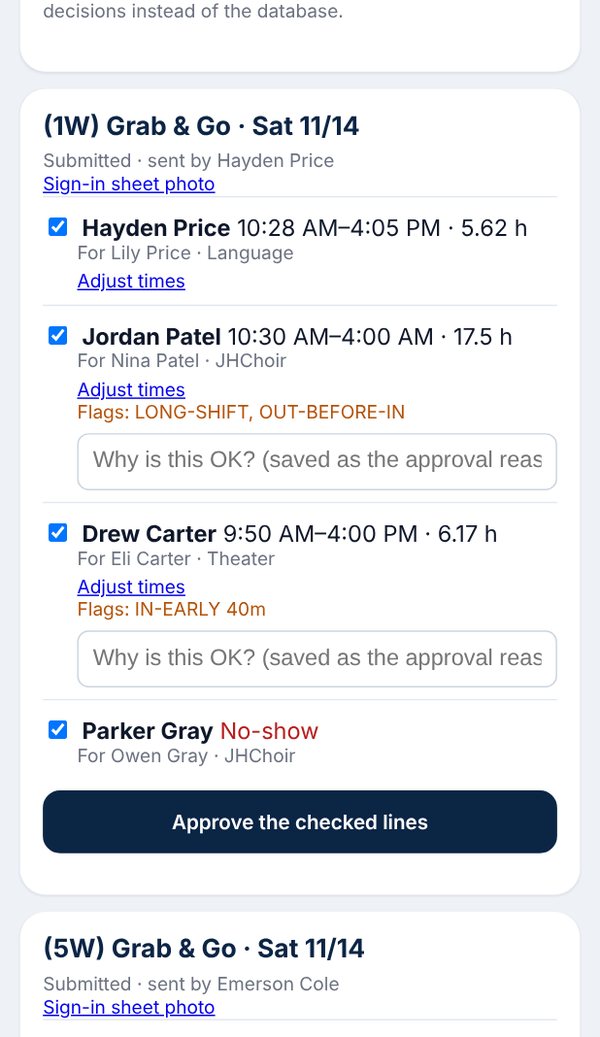 decisions instead of the database.
(1W) Grab & Go · Sat 11/14
Submitted · sent by Hayden Price
Sign-in sheet photo
Hayden Price 10:28 AM–4:05 PM · 5.62 h
For Lily Price · Language
Adjust times
Jordan Patel 10:30 AM–4:00 AM · 17.5 h
For Nina Patel · JHChoir
Adjust times
Flags: LONG-SHIFT, OUT-BEFORE-IN
Why is this OK? (saved as the approval reas
Drew Carter 9:50 AM–4:00 PM · 6.17 h
For Eli Carter · Theater
Adjust times
Flags: IN-EARLY 40m
Why is this OK? (saved as the approval reas
Parker Gray No-show
For Owen Gray · JHChoir
Approve the checked lines
(5W) Grab & Go · Sat 11/14
Submitted · sent by Emerson Cole
Sign-in sheet photo